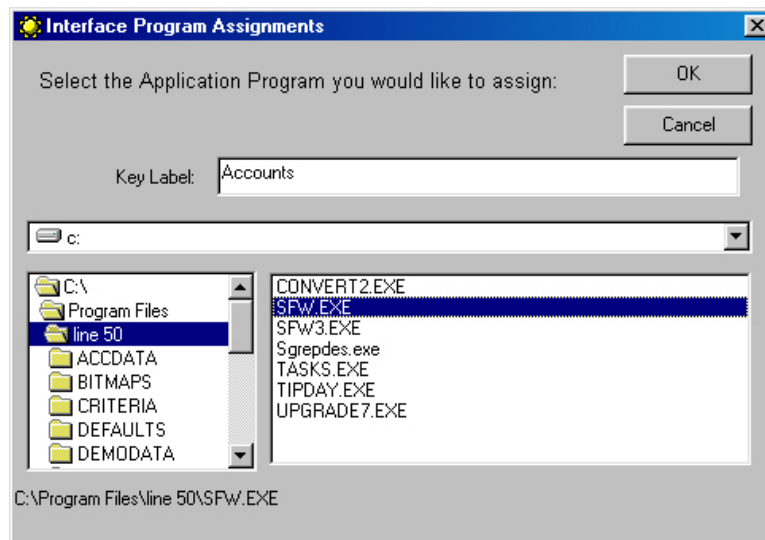 Interface Program Assignments
Select the Application Program you would like to assign:
OK
Cancel
Key Label:
Accounts
c:
C:\
Program Files
line 50
ACCDATA
BITMAPS
CRITERIA
DEFAULTS
DEMODATA
CONVERT2.EXE
SFW.EXE
SFW3.EXE
Sgrepdes.exe
TASKS.EXE
TIPDAY.EXE
UPGRADE7.EXE
C:\Program Files\line 50\SFW.EXE